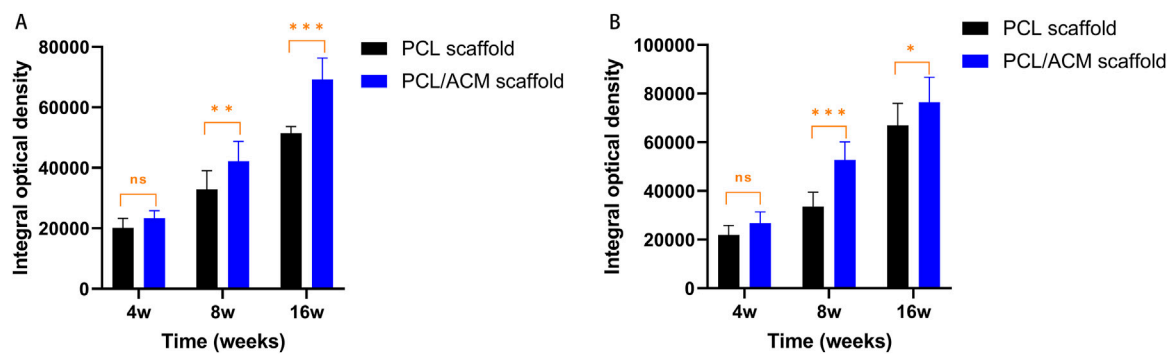 A
Integral optical density
80000
60000
40000
20000
0
ns
* *
* * *
4w
8w
16w
Time (weeks)
PCL scaffold
PCL/ACM scaffold
B
Integral optical density
100000
80000
60000
40000
20000
0
ns
* * *
*
4w
8w
16w
Time (weeks)
PCL scaffold
PCL/ACM scaffold